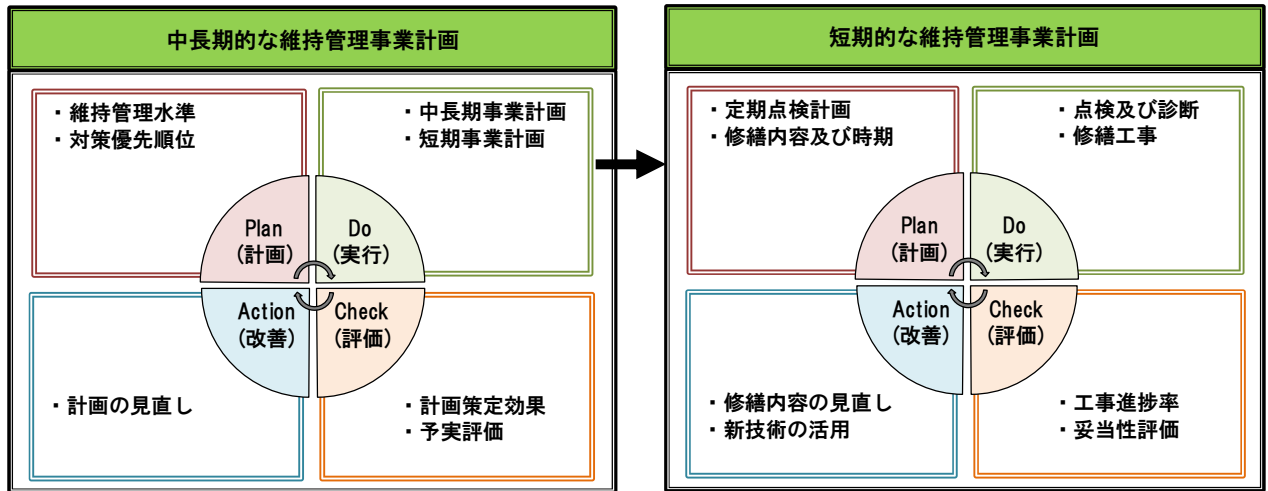 中長期的な維持管理事業計画
・維持管理水準
・対策優先順位
・中長期事業計画
・短期事業計画
Plan
(計画)
Do
(実行)
Action
(改善)
Check
(評価)
・計画の見直し
・計画策定効果
・予実評価
短期的な維持管理事業計画
・定期点検計画
・修繕内容及び時期
・点検及び診断
・修繕工事
Plan
(計画)
Do
(実行)
Action
(改善)
Check
(評価)
・修繕内容の見直し
・新技術の活用
・工事進捗率
・妥当性評価